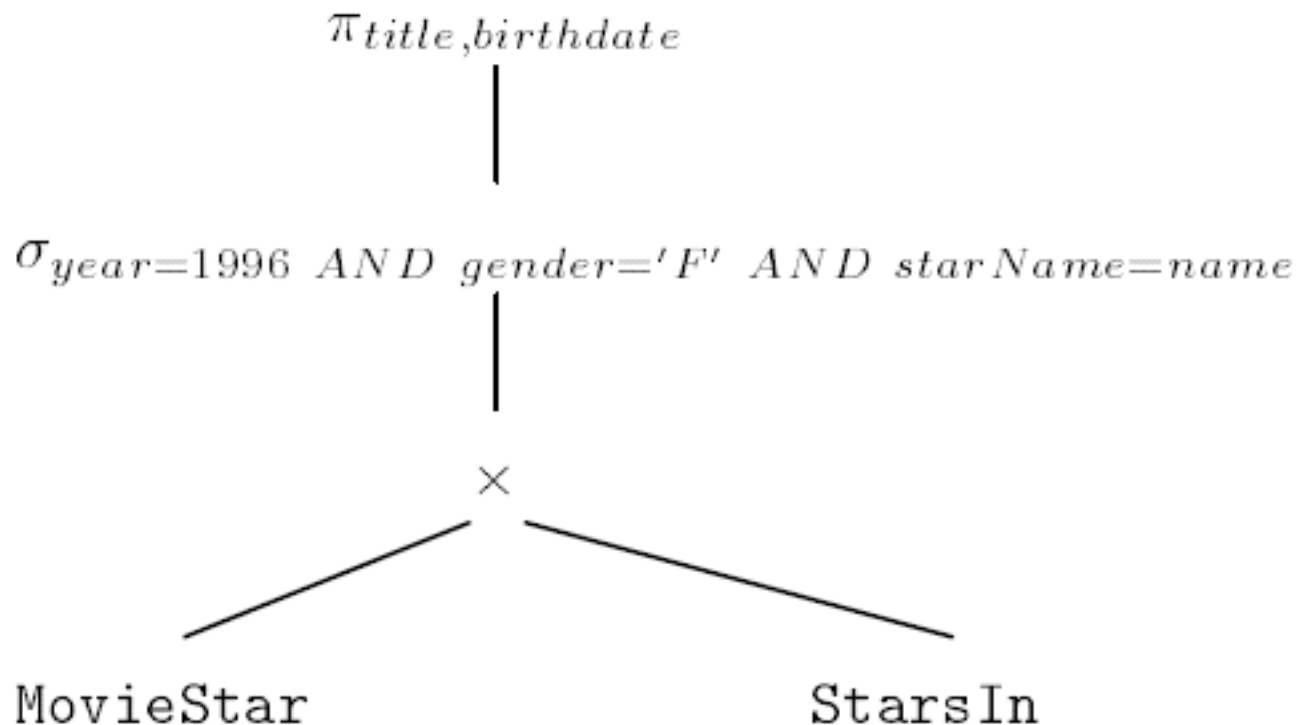 π title,birthdate
σ year=1996 AND gender='F' AND starName=name
×
MovieStar StarsIn